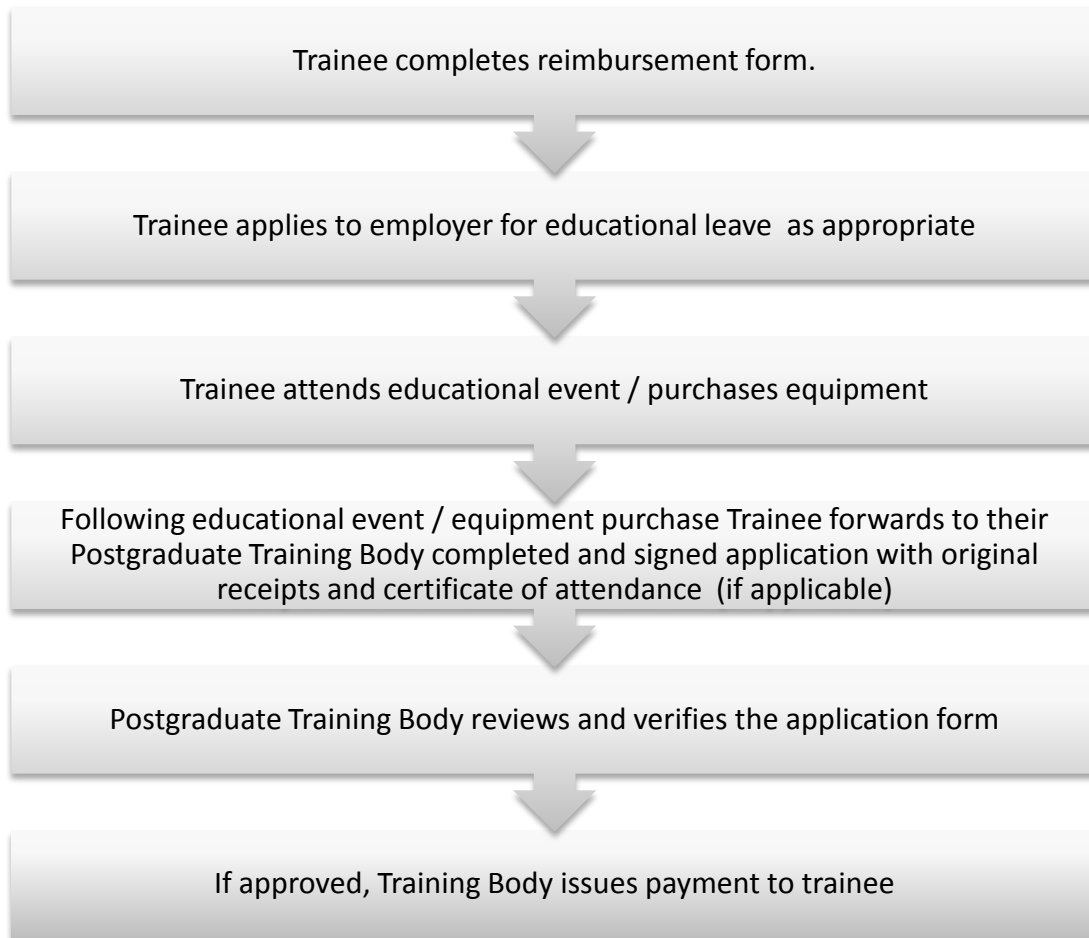 Trainee completes reimbursement form.
Trainee applies to employer for educational leave  as appropriate
Trainee attends educational event / purchases equipment
Following educational event / equipment purchase Trainee forwards to their
Postgraduate Training Body completed and signed application with original
receipts and certificate of attendance  (if applicable)
Postgraduate Training Body reviews and verifies the application form
If approved, Training Body issues payment to trainee